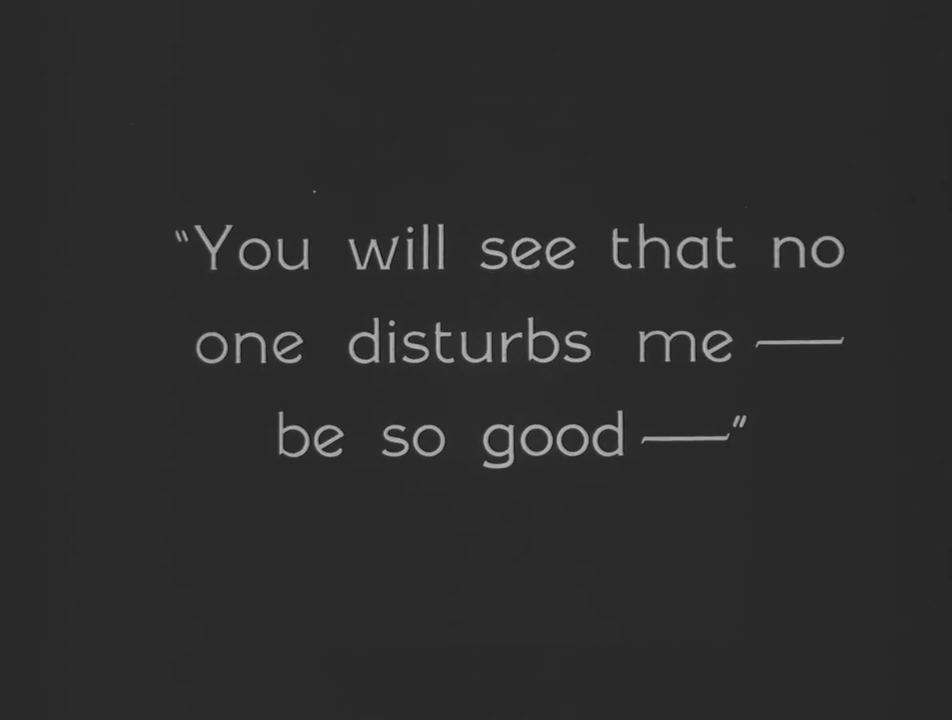 “You will see that no
one disturbs me —
be so good —”